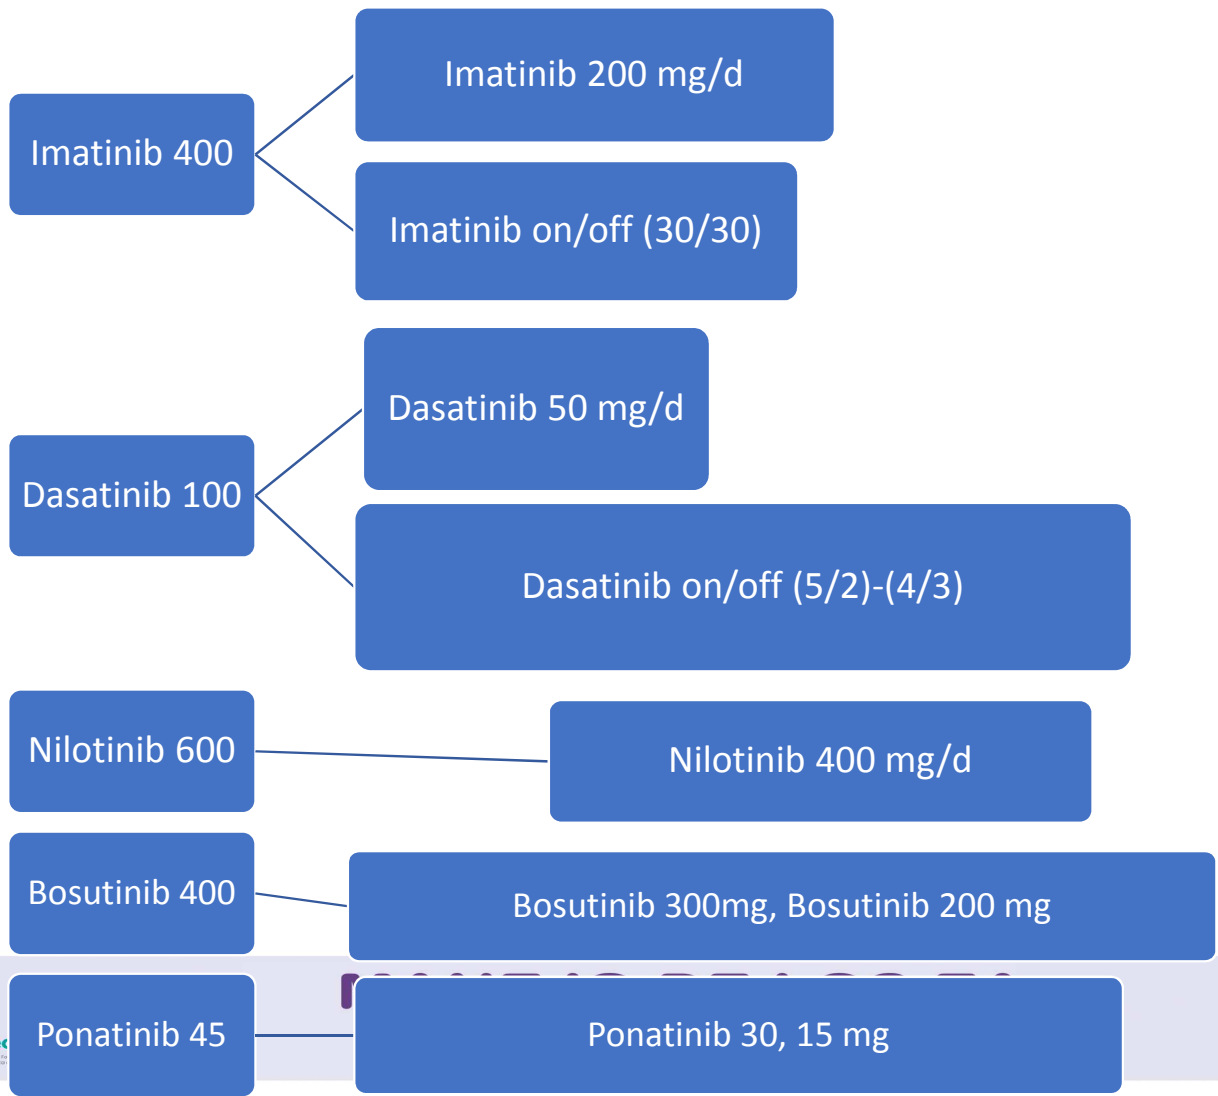 Imatinib 200 mg/d
Imatinib 400
Imatinib on/off (30/30)
Dasatinib 50 mg/d
Dasatinib 100
Dasatinib on/off (5/2)-(4/3)
Nilotinib 600
Nilotinib 400 mg/d
Bosutinib 400
Bosutinib 300mg, Bosutinib 200 mg
Ponatinib 45
Ponatinib 30, 15 mg